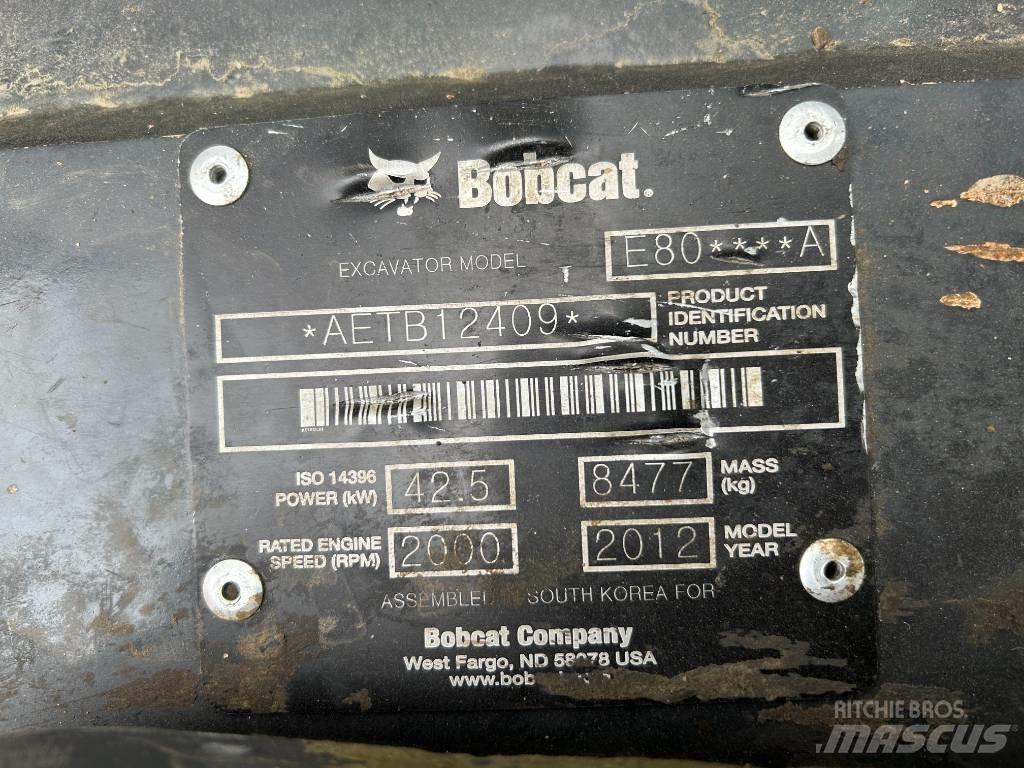 Bobcat.
EXCAVATOR MODEL E80****A
*AETB12409* PRODUCT IDENTIFICATION NUMBER
ISO 14396 POWER (kW) 42.5 8477 MASS (kg)
RATED ENGINE SPEED (RPM) 2000 2012 MODEL YEAR
ASSEMBLED SOUTH KOREA FOR
Bobcat Company
West Fargo, ND 58078 USA
RITCHIE BROS.
MASCUS